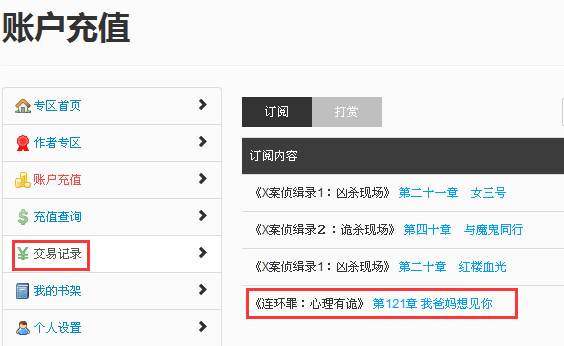 账户充值
专区首页
作者专区
账户充值
充值查询
交易记录
我的书架
个人设置
订阅 打赏
订阅内容
《X案侦缉录1：凶杀现场》 第二十一章 女三号
《X案侦缉录2：诡杀现场》 第四十章 与魔鬼同行
《X案侦缉录1：凶杀现场》 第二十章 红楼血光
《连环罪：心理有诡》 第121章 我爸妈想见你